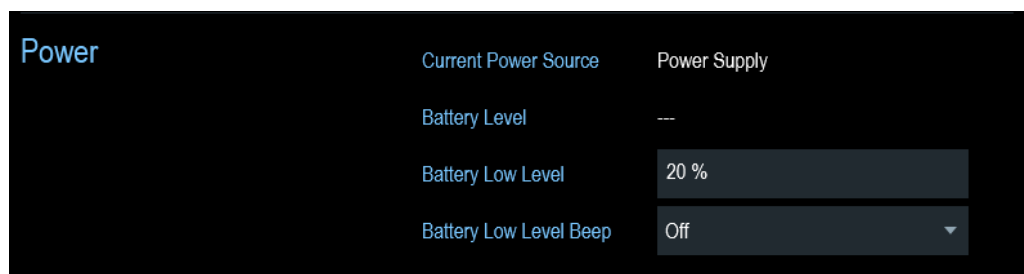 Power
Current Power Source Power Supply
Battery Level ---
Battery Low Level 20 %
Battery Low Level Beep Off